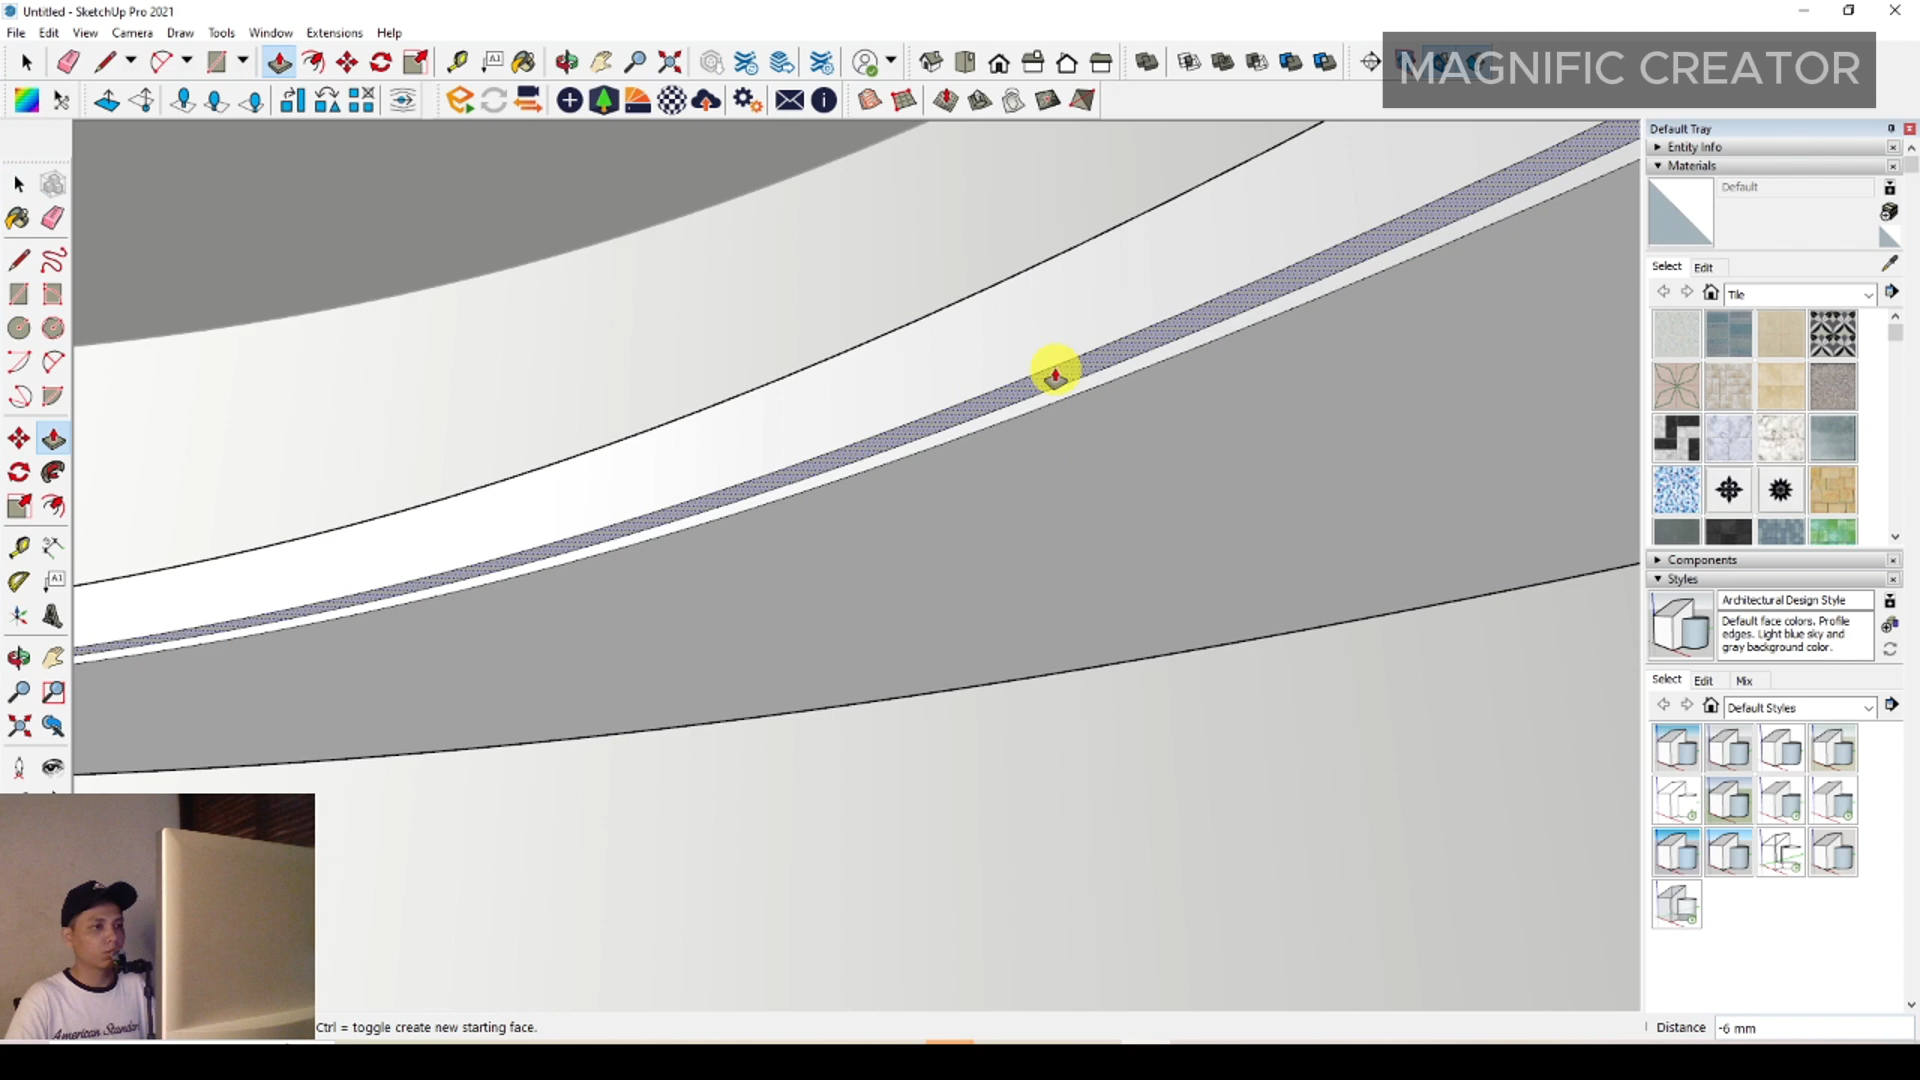 Untitled - SketchUp Pro 2021
File Edit View Camera Draw Tools Window Extensions Help
MAGNIFIC CREATOR
Default Tray
Entity Info
Materials
Default
Select Edit
Tile
Components
Styles
Architectural Design Style
Default face colors. Profile
edges. Light blue sky and
gray background color.
Select Edit Mix
Default Styles
American Standar
Ctrl = toggle create new starting face.
Distance -6 mm